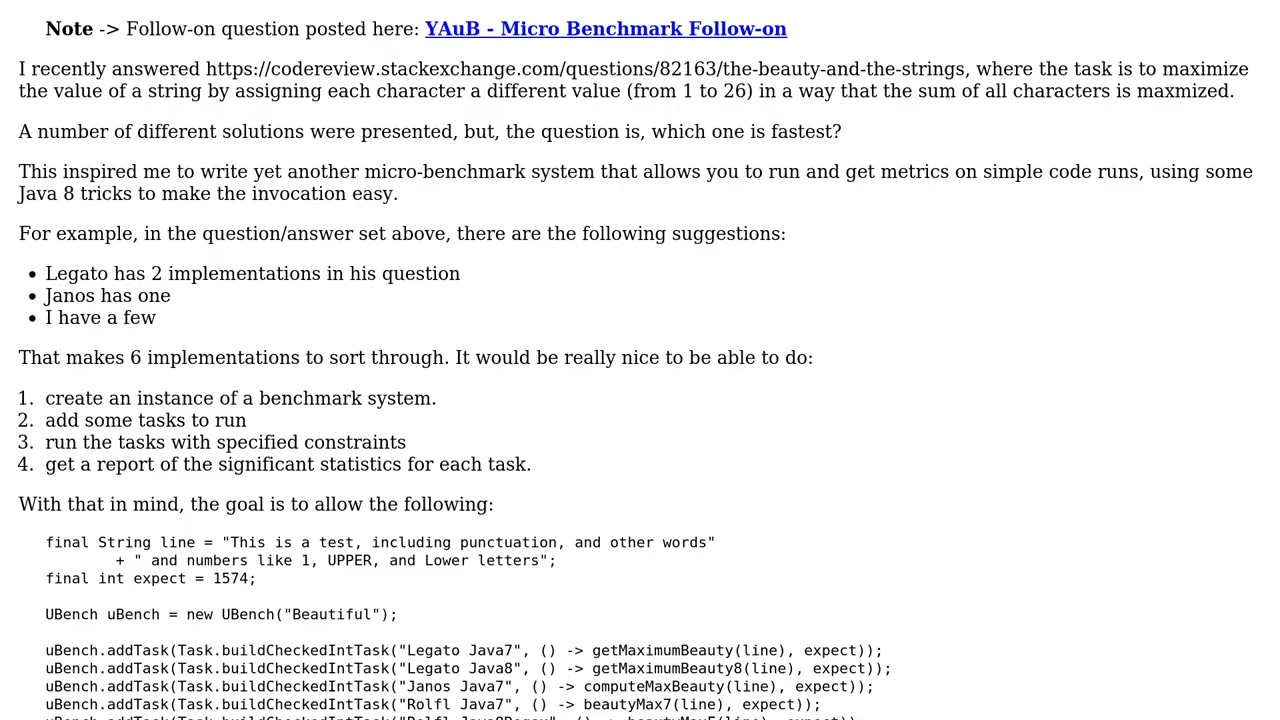 Note -> Follow-on question posted here: YAuB - Micro Benchmark Follow-on
I recently answered https://codereview.stackexchange.com/questions/82163/the-beauty-and-the-strings, where the task is to maximize
the value of a string by assigning each character a different value (from 1 to 26) in a way that the sum of all characters is maxmized.
A number of different solutions were presented, but, the question is, which one is fastest?
This inspired me to write yet another micro-benchmark system that allows you to run and get metrics on simple code runs, using some
Java 8 tricks to make the invocation easy.
For example, in the question/answer set above, there are the following suggestions:
• Legato has 2 implementations in his question
• Janos has one
• I have a few
That makes 6 implementations to sort through. It would be really nice to be able to do:
1. create an instance of a benchmark system.
2. add some tasks to run
3. run the tasks with specified constraints
4. get a report of the significant statistics for each task.
With that in mind, the goal is to allow the following:
final String line = "This is a test, including punctuation, and other words"
        + " and numbers like 1, UPPER, and Lower letters";
final int expect = 1574;
UBench uBench = new UBench("Beautiful");
uBench.addTask(Task.buildCheckedIntTask("Legato Java7", () -> getMaximumBeauty(line), expect));
uBench.addTask(Task.buildCheckedIntTask("Legato Java8", () -> getMaximumBeauty8(line), expect));
uBench.addTask(Task.buildCheckedIntTask("Janos Java7", () -> computeMaxBeauty(line), expect));
uBench.addTask(Task.buildCheckedIntTask("Rolfl Java7", () -> beautyMax7(line), expect));